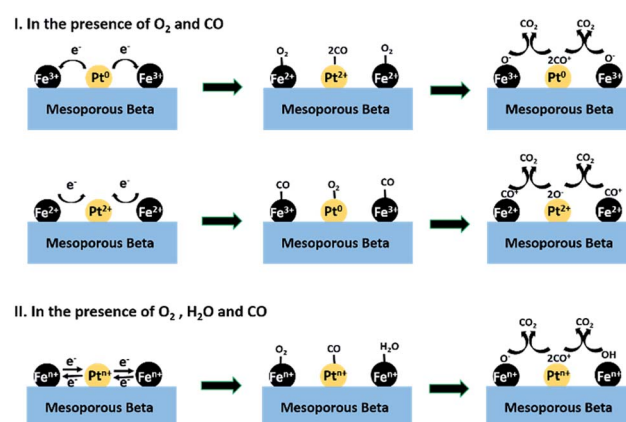 I. In the presence of O₂ and CO
CO₂ CO₂
e⁻ e⁻ O₂ 2CO O₂ O⁻ 2CO⁺ O⁻
Fe³⁺ Pt⁰ Fe³⁺ Fe²⁺ Pt²⁺ Fe²⁺ Fe³⁺ Pt⁰ Fe³⁺
Mesoporous Beta Mesoporous Beta Mesoporous Beta
CO₂ CO₂
e⁻ e⁻ CO O₂ CO CO⁺ 2O⁻ CO⁺
Fe²⁺ Pt²⁺ Fe²⁺ Fe³⁺ Pt⁰ Fe³⁺ Fe²⁺ Pt²⁺ Fe²⁺
Mesoporous Beta Mesoporous Beta Mesoporous Beta
II. In the presence of O₂ , H₂O and CO
CO₂ CO₂
e⁻ e⁻ O₂ CO H₂O O⁻ 2CO⁺ OH
Feⁿ⁺ Ptⁿ⁺ Feⁿ⁺ Feⁿ⁺ Ptⁿ⁺ Feⁿ⁺ Feⁿ⁺ Ptⁿ⁺ Feⁿ⁺
e⁻ e⁻
Mesoporous Beta Mesoporous Beta Mesoporous Beta